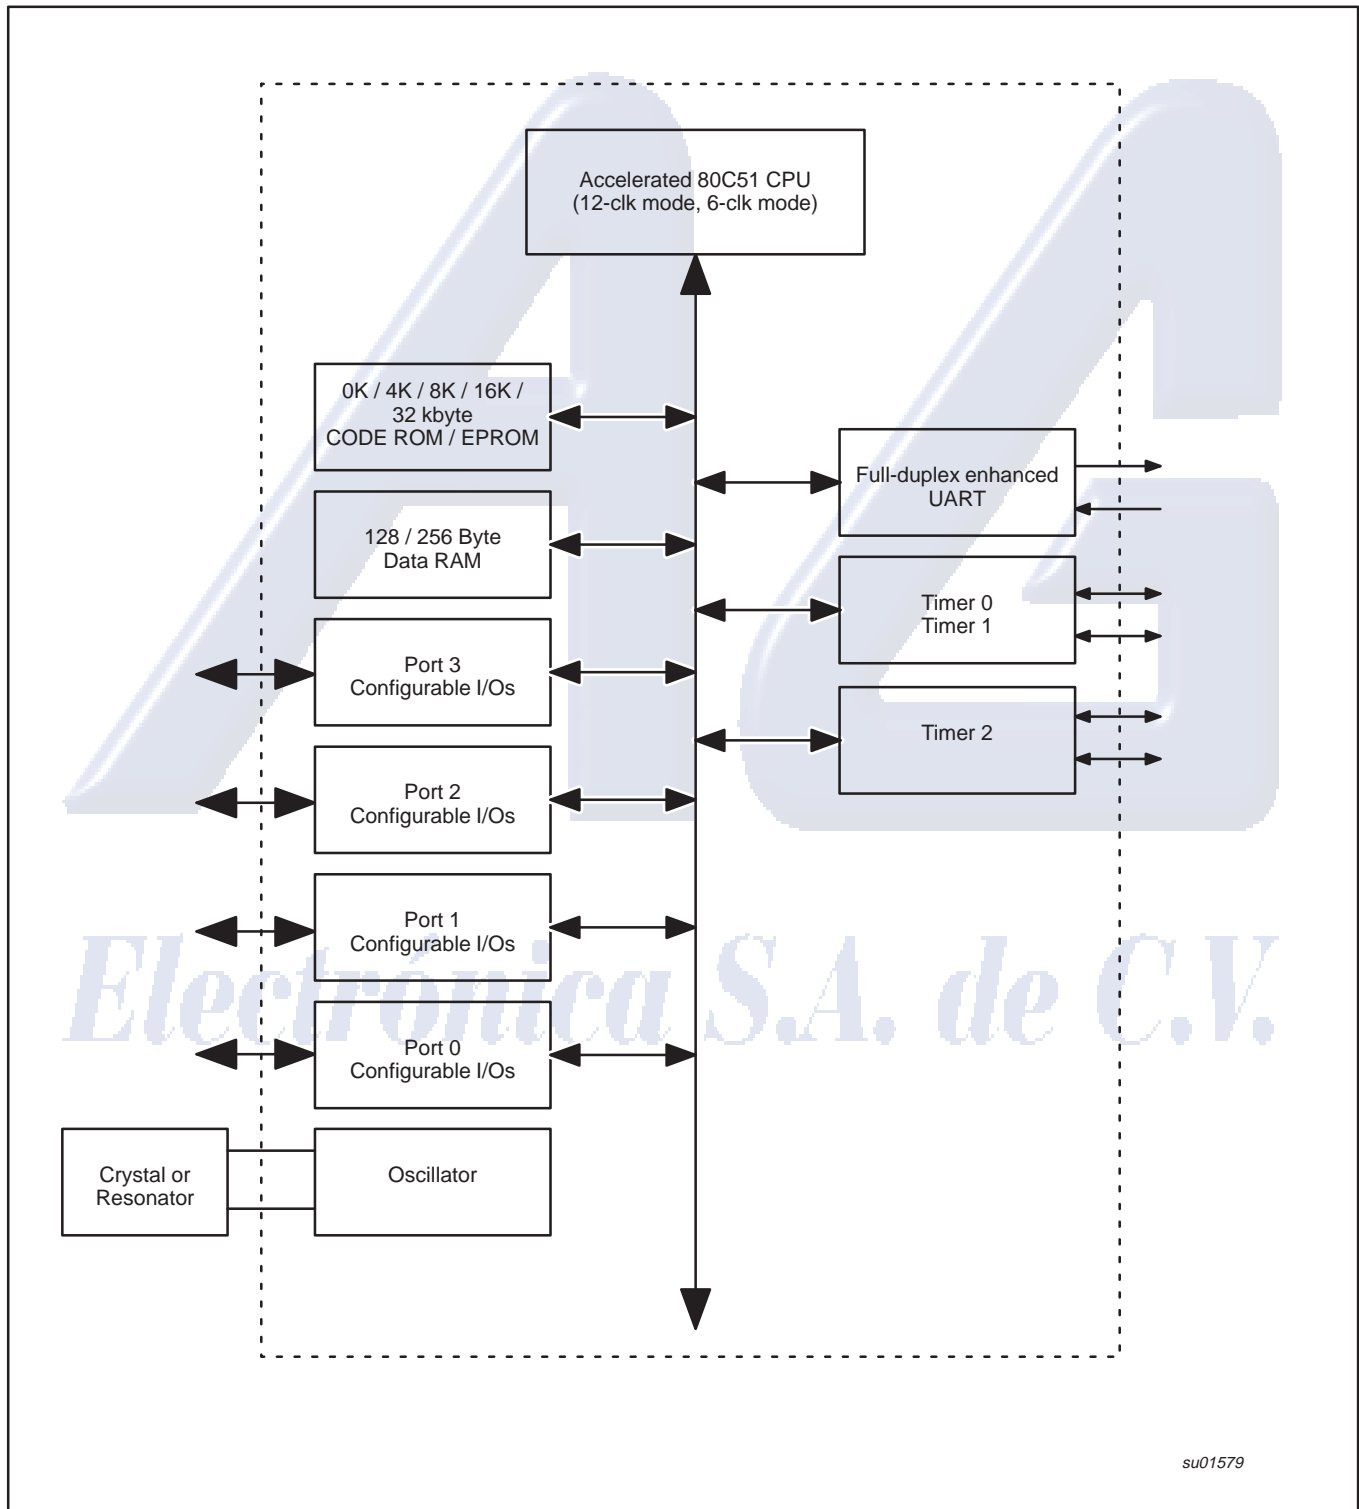 Accelerated 80C51 CPU
(12-clk mode, 6-clk mode)
0K / 4K / 8K / 16K /
32 kbyte
CODE ROM / EPROM
Full-duplex enhanced
UART
128 / 256 Byte
Data RAM
Timer 0
Timer 1
Port 3
Configurable I/Os
Timer 2
Port 2
Configurable I/Os
Port 1
Configurable I/Os
Port 0
Configurable I/Os
Crystal or
Resonator
Oscillator
AG
Electrónica S.A. de C.V.
su01579